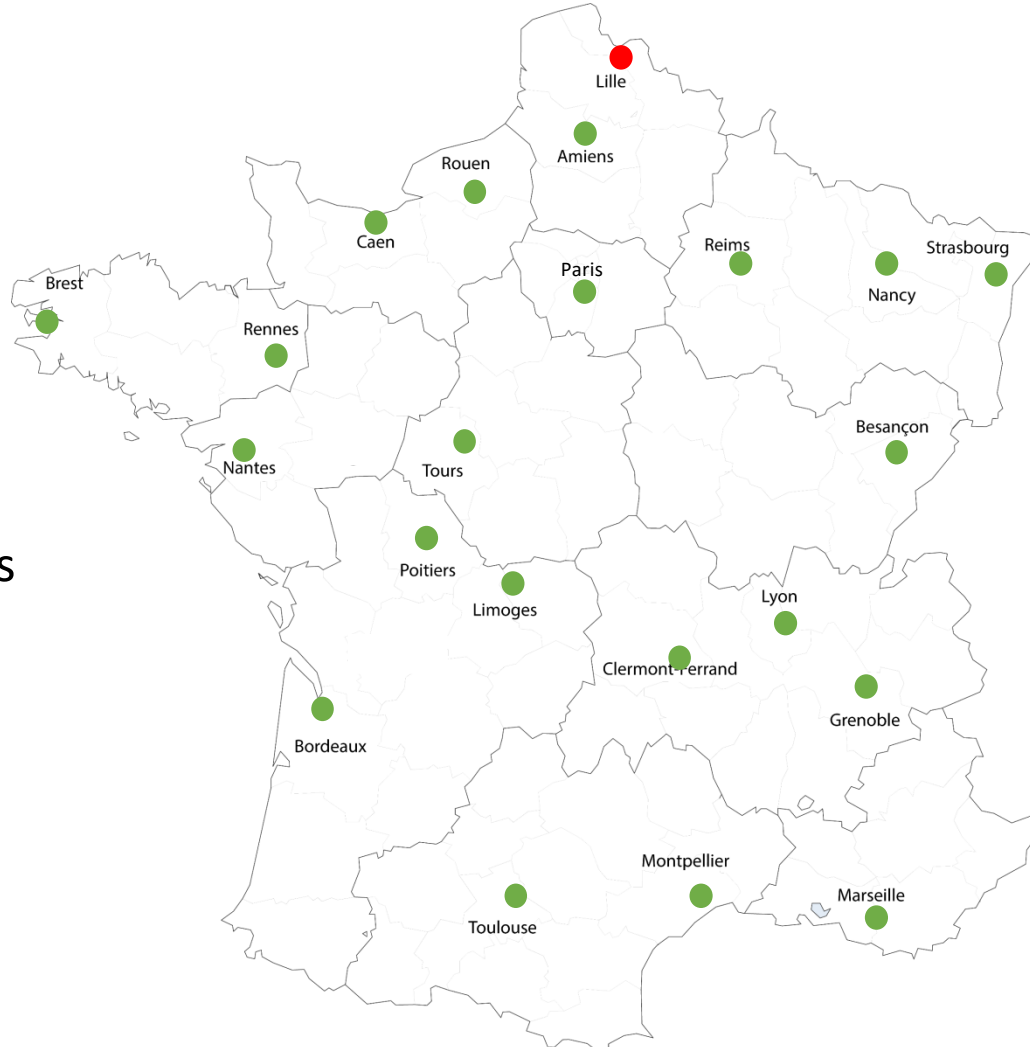 Lille
Amiens
Rouen
Caen
Reims
Strasbourg
Paris
Brest
Nancy
Rennes
Besançon
Nantes
Tours
s
Poitiers
Lyon
Limoges
Clermont-Ferrand
Grenoble
Bordeaux
Montpellier
Marseille
Toulouse